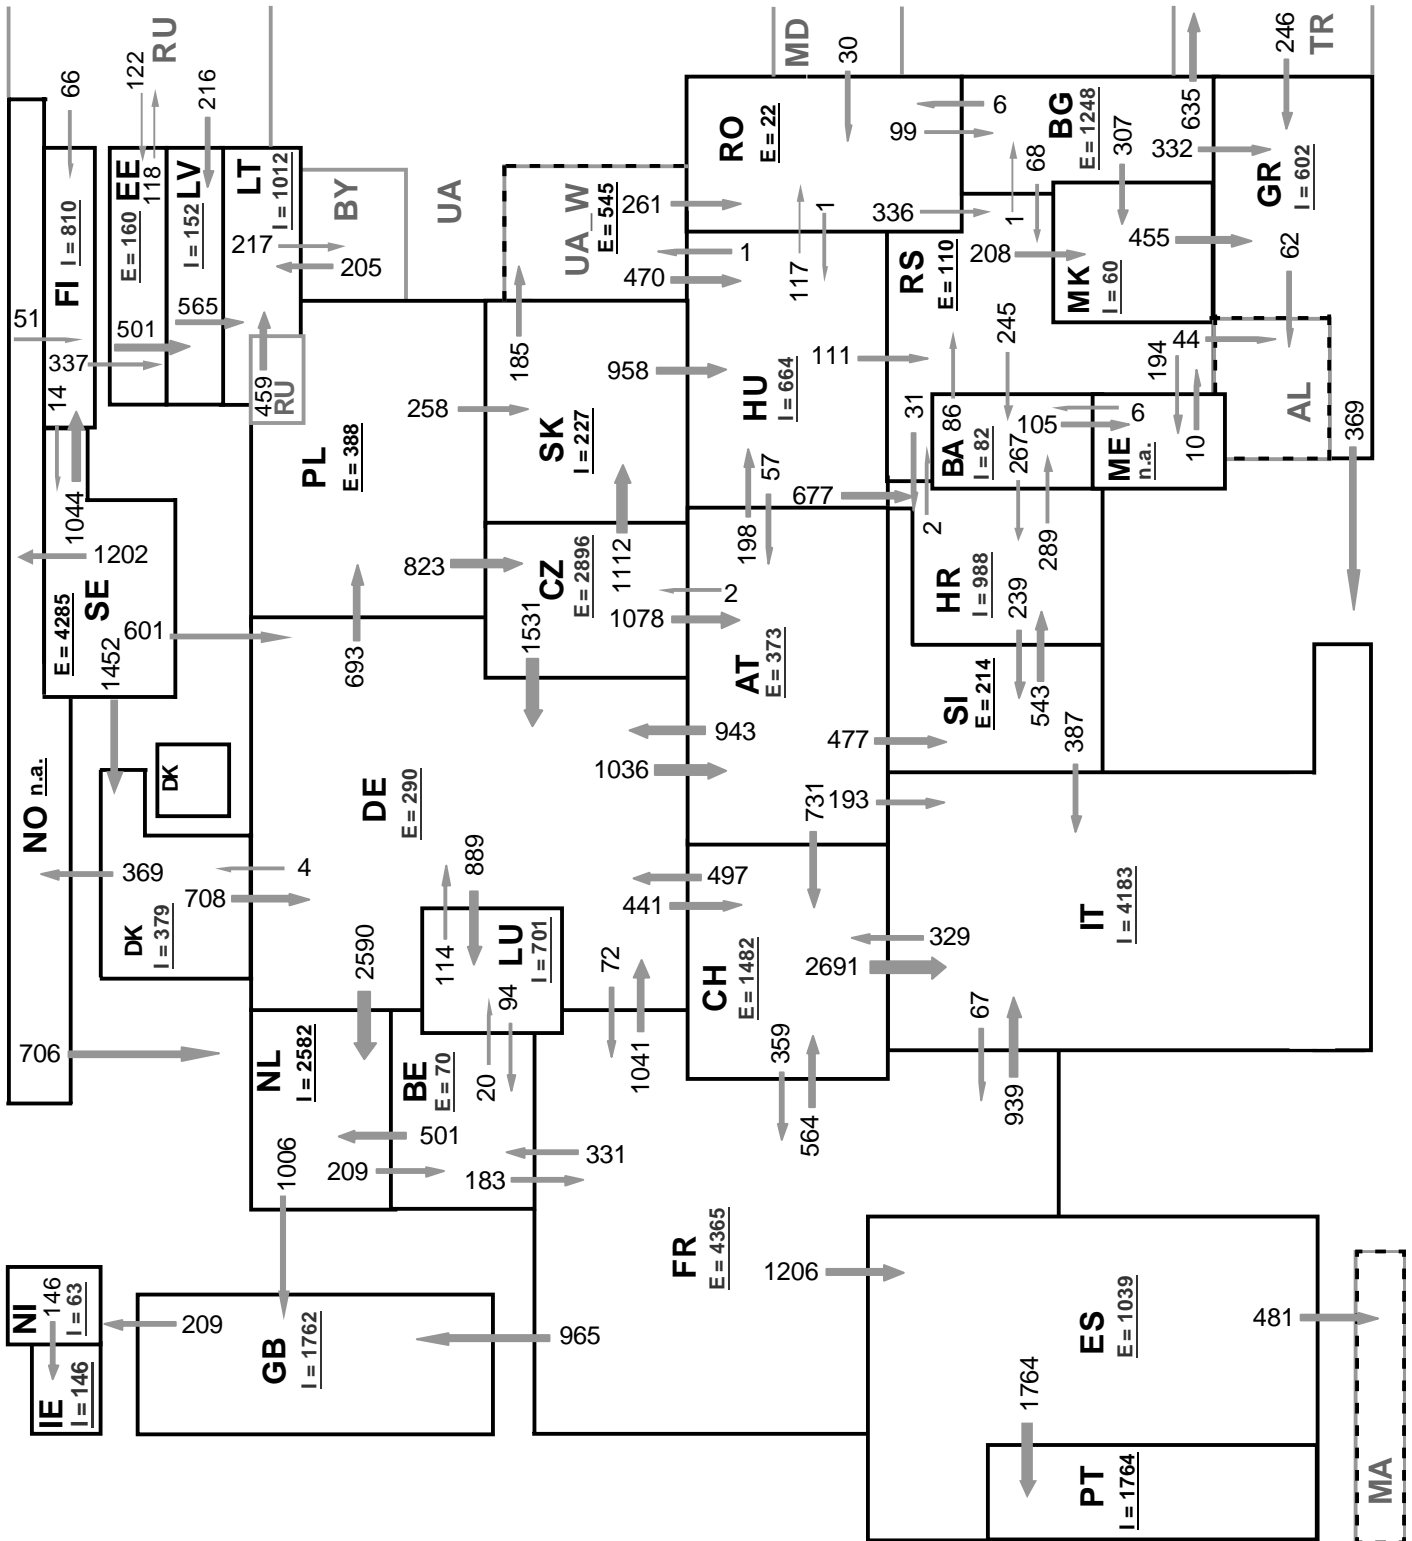 RU
MD
TR
66
122
216
30
246
118
635
FI
I = 810
EE
E = 160
LV
I = 152
LT
I = 1012
BY
UA
UA_W
E = 545
RO
E = 22
6
99
BG
E = 1248
307
332
68
1
GR
I = 602
217
205
261
1
470
117
1
336
RS
E = 110
208
MK
I = 60
455
62
51
337
14
501
565
459
RU
185
958
111
245
194
44
AL
369
258
PL
E = 388
SK
I = 227
HU
I = 664
31
BA
I = 82
86
105
267
6
ME
n.a.
10
1044
1202
SE
E = 4285
1452
601
823
CZ
E = 2896
1112
198
57
677
2
289
HR
I = 988
239
2
1078
693
1531
AT
E = 373
SI
E = 214
543
387
943
1036
477
NO n.a.
DK
DE
E = 290
731
193
369
4
708
889
497
441
DK
I = 379
2590
114
LU
I = 701
94
72
1041
CH
E = 1482
329
2691
IT
I = 4183
67
939
706
NL
I = 2582
BE
E = 70
20
359
564
1006
501
209
331
183
FR
E = 4365
1206
NI
I = 63
146
209
IE
I = 146
GB
I = 1762
965
ES
E = 1039
481
1764
PT
I = 1764
MA